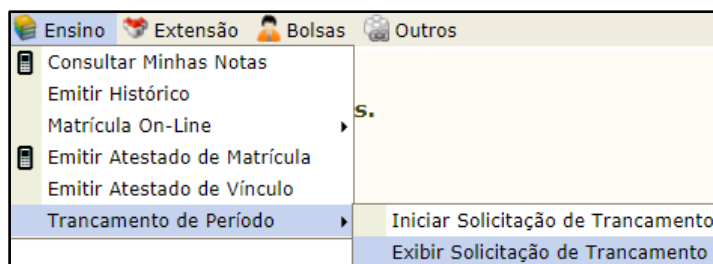 Ensino Extensão Bolsas Outros
Consultar Minhas Notas
Emitir Histórico
s.
Matrícula On-Line
Emitir Atestado de Matrícula
Emitir Atestado de Vínculo
Trancamento de Período
Iniciar Solicitação de Trancamento
Exibir Solicitação de Trancamento